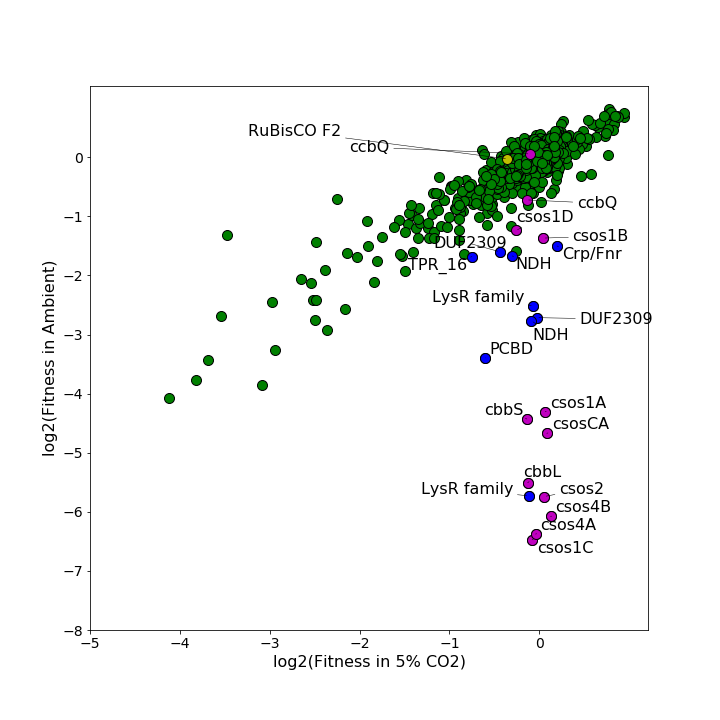 RuBisCO F2
ccbQ
ccbQ
csos1D
csos1B
DUF2309
Crp/Fnr
TPR_16
NDH
LysR family
DUF2309
NDH
PCBD
csos1A
cbbS
csosCA
cbbL
LysR family
csos2
csos4B
csos4A
csos1C
0
−1
−2
−3
−4
−5
−6
−7
−8
log2(Fitness in Ambient)
−5
−4
−3
−2
−1
0
log2(Fitness in 5% CO2)